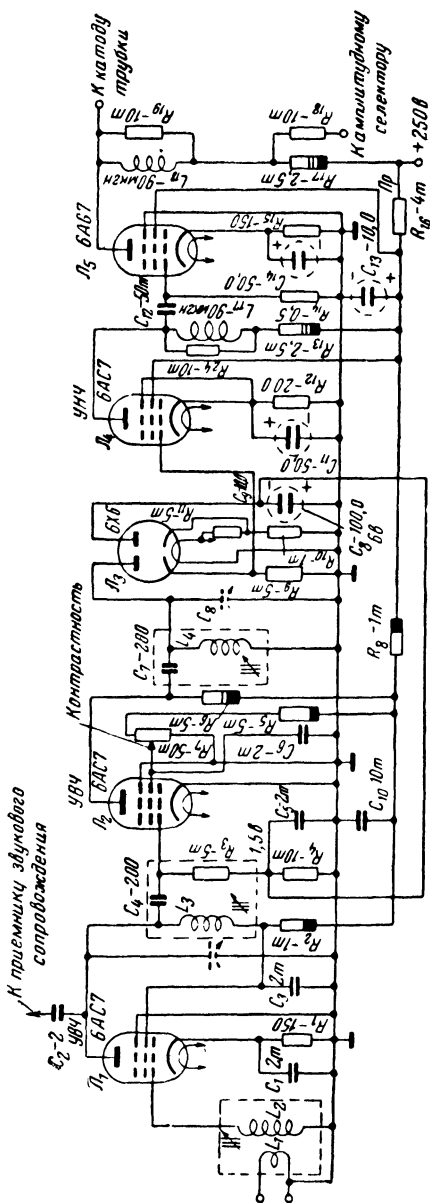 К приемнику звукового
сопровождения
C₂-2
УВЧ
6АС7
Л₁
L₁
L₂
C₁ 2т
R₁-150
C₃ 2т
R₂-1т
L₃
C₄-200
R₃-5т
1,5в
R₄-10т
C₅-2т
C₁₀ 10т
УВЧ
6АС7
Л₂
Контрастность
R₇-50т
R₆-5т
R₅-5т
C₆-2т
C₇-200
L₄
C₈
R₈-1т
Л₃
6Х6
R₁₁-5т
R₁₀-1т
R₉-5т
C₉-100,0
6в
УНЧ
6АС7
Л₄
C₁₁-50,0
R₁₂-200
R₂₄-10т
L₁₁-90мкгн
R₁₃-2,5т
R₁₄-0,5
C₁₂-50т
Л₅
6АG7
C₁₄-50,0
R₁₅-150
C₁₃-10,0
Пр
R₁₆-4т
L₁₂-90мкгн
R₁₉-10т
R₁₇-2,5т
R₁₈-10т
К катоду
трубки
К амплитудному
селектору
+250в